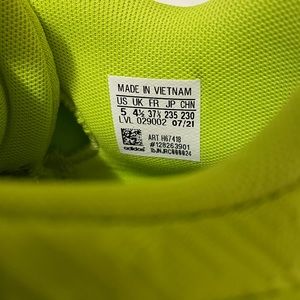 MADE IN VIETNAM
US UK FR JP CHN
5 4½ 37⅓ 235 230
LVL 029002 07/21
ART H67418
#128263901
adidas